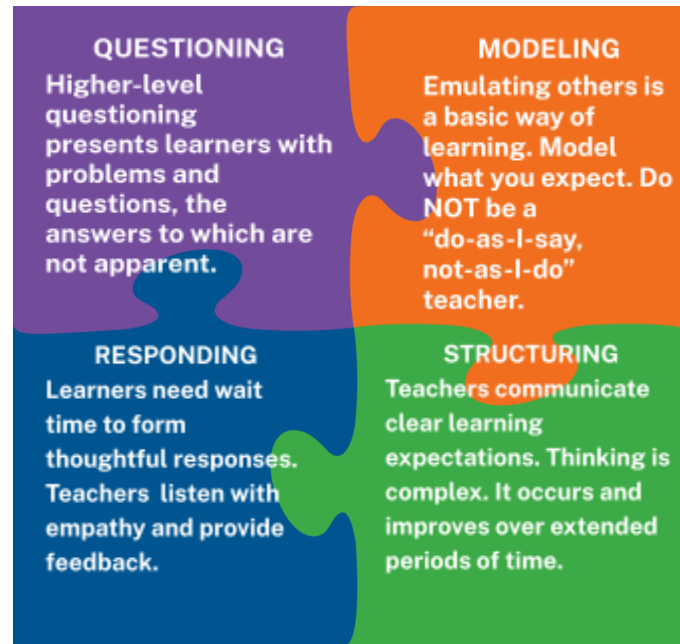 QUESTIONING
Higher-level
questioning
presents learners with
problems and
questions, the
answers to which are
not apparent.
MODELING
Emulating others is
a basic way of
learning. Model
what you expect. Do
NOT be a
“do-as-I-say,
not-as-I-do”
teacher.
RESPONDING
Learners need wait
time to form
thoughtful responses.
Teachers listen with
empathy and provide
feedback.
STRUCTURING
Teachers communicate
clear learning
expectations. Thinking is
complex. It occurs and
improves over extended
periods of time.